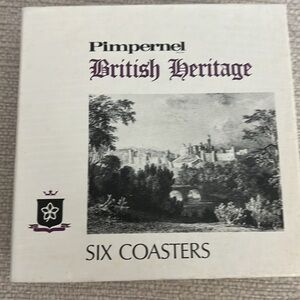 Pimpernel
British Heritage
SIX COASTERS